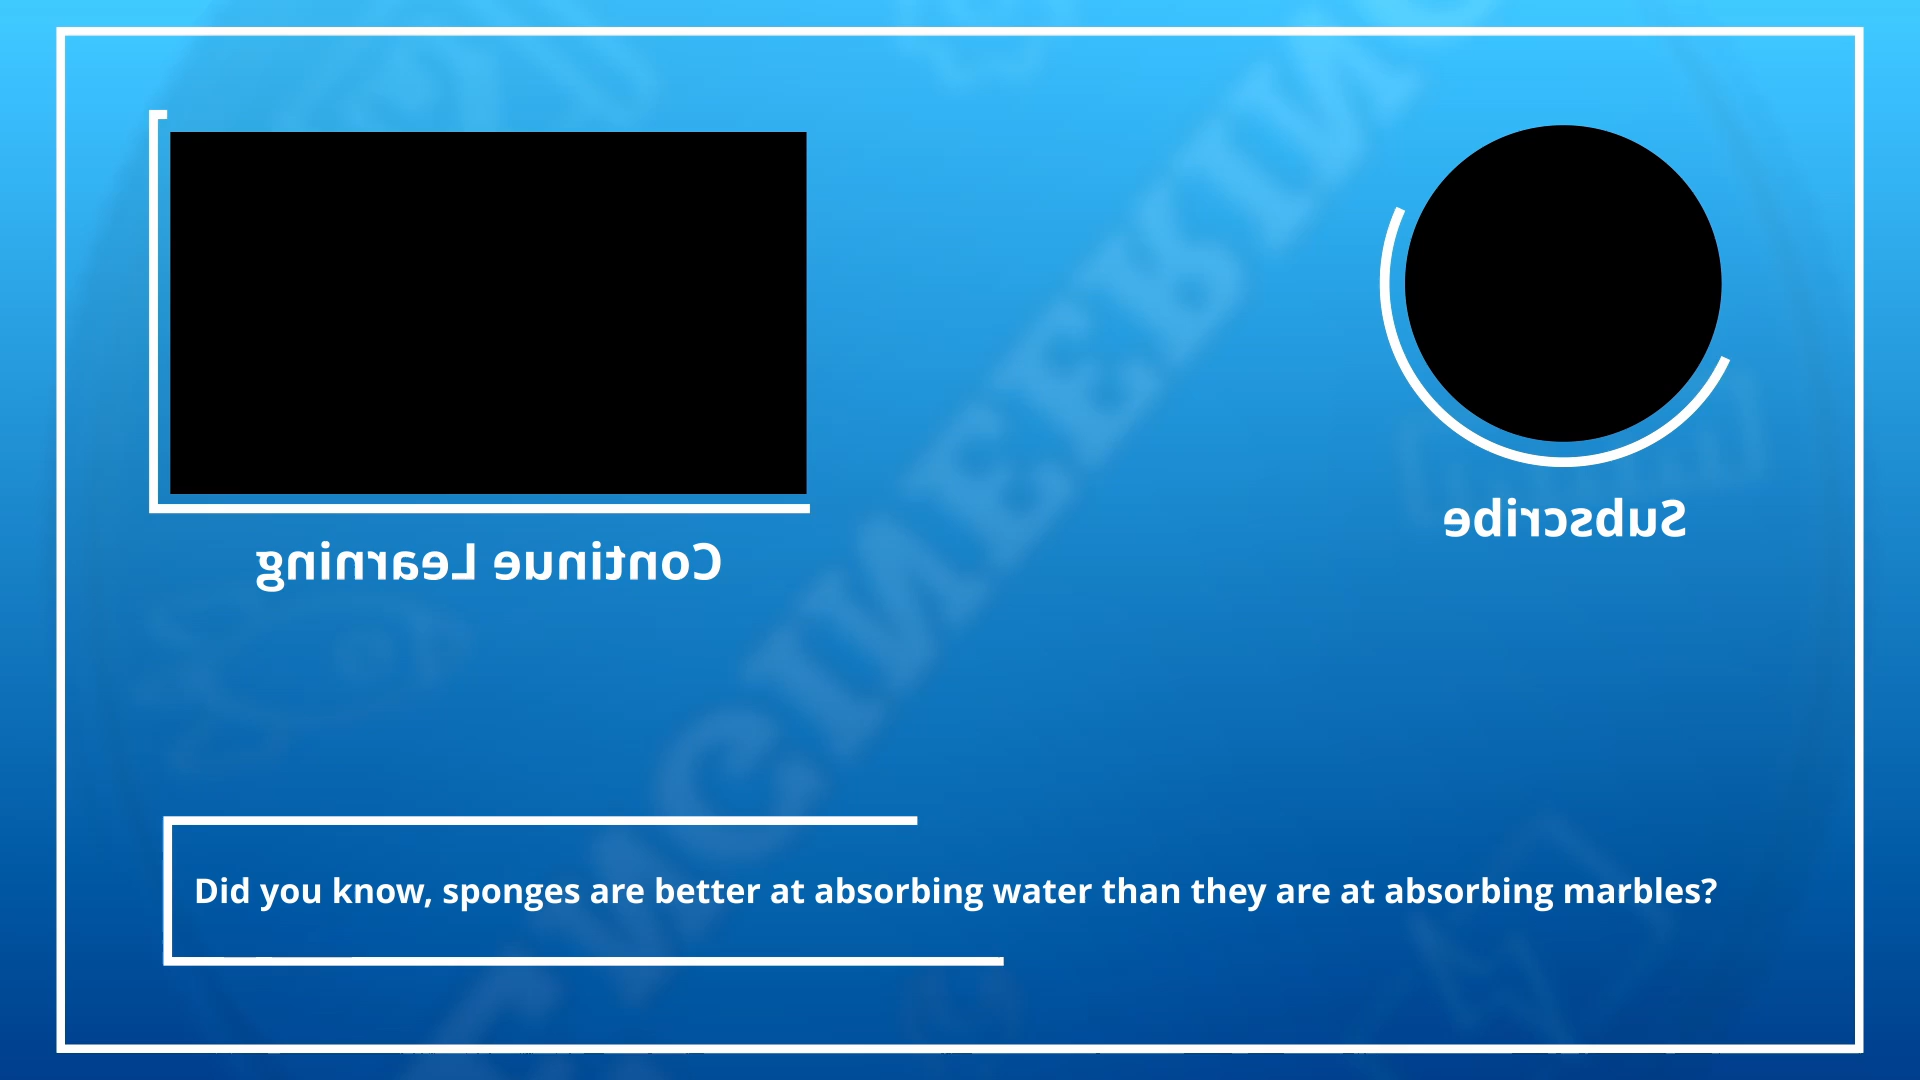 Subscribe
Continue Learning
Did you know, sponges are better at absorbing water than they are at absorbing marbles?